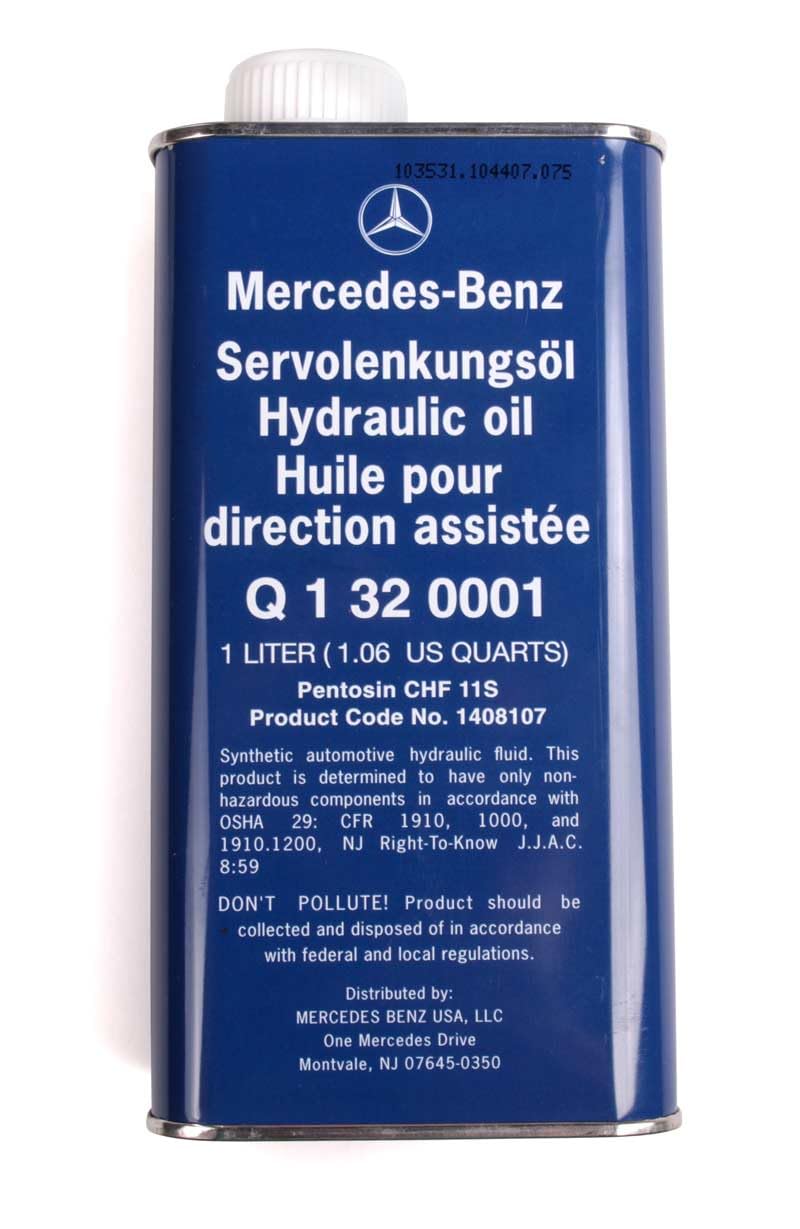 103531.104407.075
Mercedes-Benz
Servolenkungsöl
Hydraulic oil
Huile pour
direction assistée
Q 1 32 0001
1 LITER ( 1.06 US QUARTS)
Pentosin CHF 11S
Product Code No. 1408107
Synthetic automotive hydraulic fluid. This
product is determined to have only non-
hazardous components in accordance with
OSHA 29: CFR 1910, 1000, and
1910.1200, NJ Right-To-Know J.J.A.C.
8:59
DON'T POLLUTE! Product should be
collected and disposed of in accordance
with federal and local regulations.
Distributed by:
MERCEDES BENZ USA, LLC
One Mercedes Drive
Montvale, NJ 07645-0350